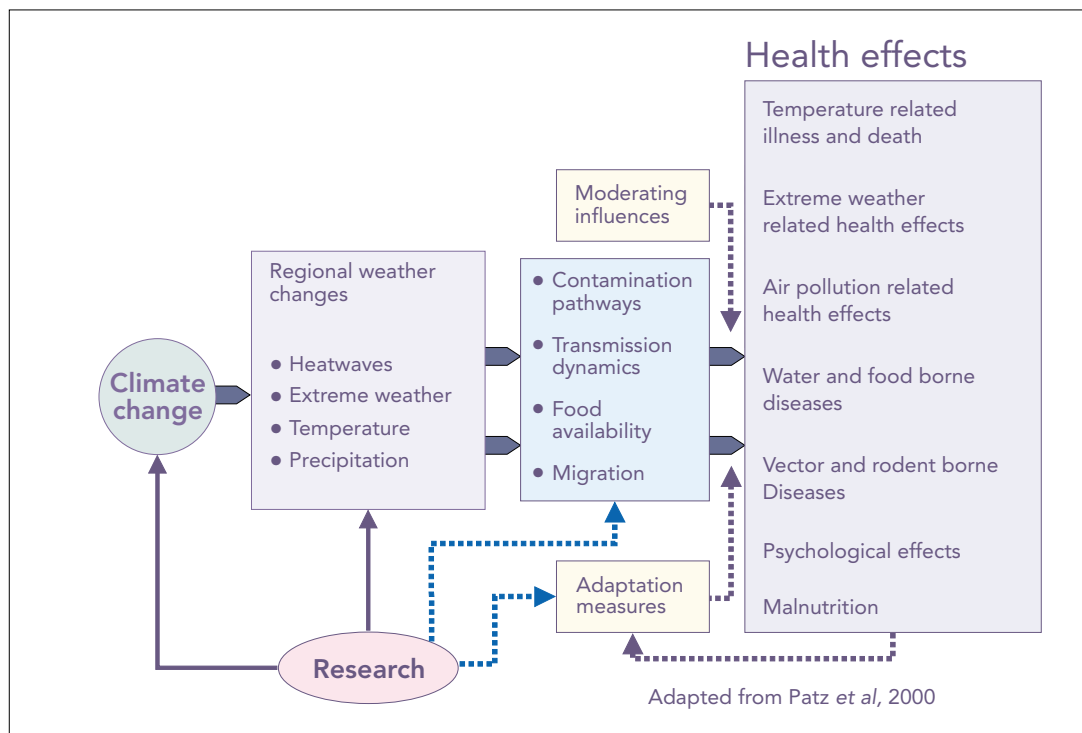 Health effects
Temperature related
illness and death
Extreme weather
related health effects
Air pollution related
health effects
Water and food borne
diseases
Vector and rodent borne
Diseases
Psychological effects
Malnutrition
Moderating
influences
Regional weather
changes
● Heatwaves
● Extreme weather
● Temperature
● Precipitation
● Contamination
pathways
● Transmission
dynamics
● Food
availability
● Migration
Climate
change
Adaptation
measures
Research
Adapted from Patz et al, 2000